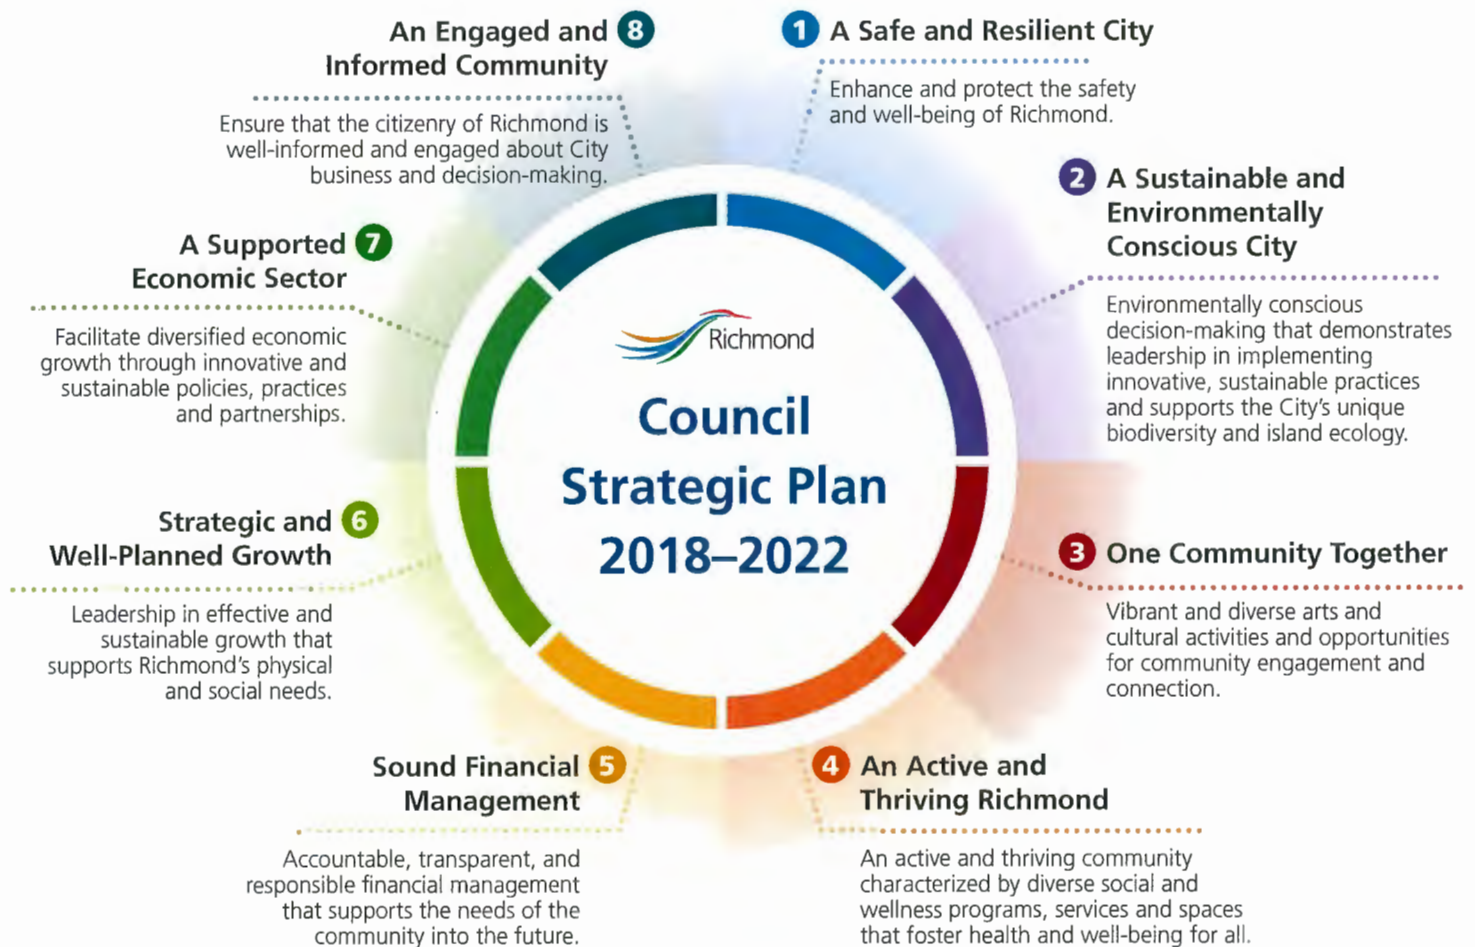 Richmond
Council
Strategic Plan
2018–2022
1 A Safe and Resilient City
Enhance and protect the safety
and well-being of Richmond.
2 A Sustainable and
Environmentally
Conscious City
Environmentally conscious
decision-making that demonstrates
leadership in implementing
innovative, sustainable practices
and supports the City's unique
biodiversity and island ecology.
3 One Community Together
Vibrant and diverse arts and
cultural activities and opportunities
for community engagement and
connection.
4 An Active and
Thriving Richmond
An active and thriving community
characterized by diverse social and
wellness programs, services and spaces
that foster health and well-being for all.
Sound Financial 5
Management
Accountable, transparent, and
responsible financial management
that supports the needs of the
community into the future.
Strategic and 6
Well-Planned Growth
Leadership in effective and
sustainable growth that
supports Richmond's physical
and social needs.
A Supported 7
Economic Sector
Facilitate diversified economic
growth through innovative and
sustainable policies, practices
and partnerships.
An Engaged and 8
Informed Community
Ensure that the citizenry of Richmond is
well-informed and engaged about City
business and decision-making.